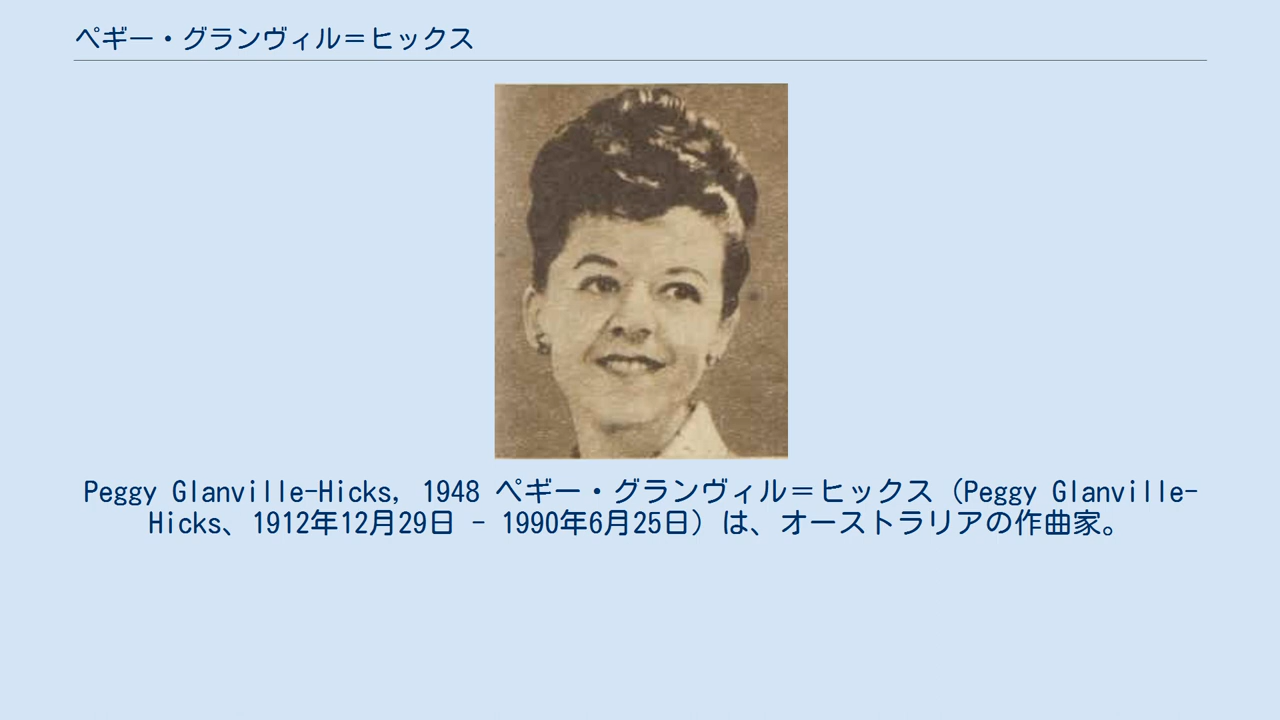 ペギー・グランヴィル＝ヒックス
Peggy Glanville-Hicks, 1948 ペギー・グランヴィル＝ヒックス（Peggy Glanville-
Hicks、1912年12月29日 - 1990年6月25日）は、オーストラリアの作曲家。